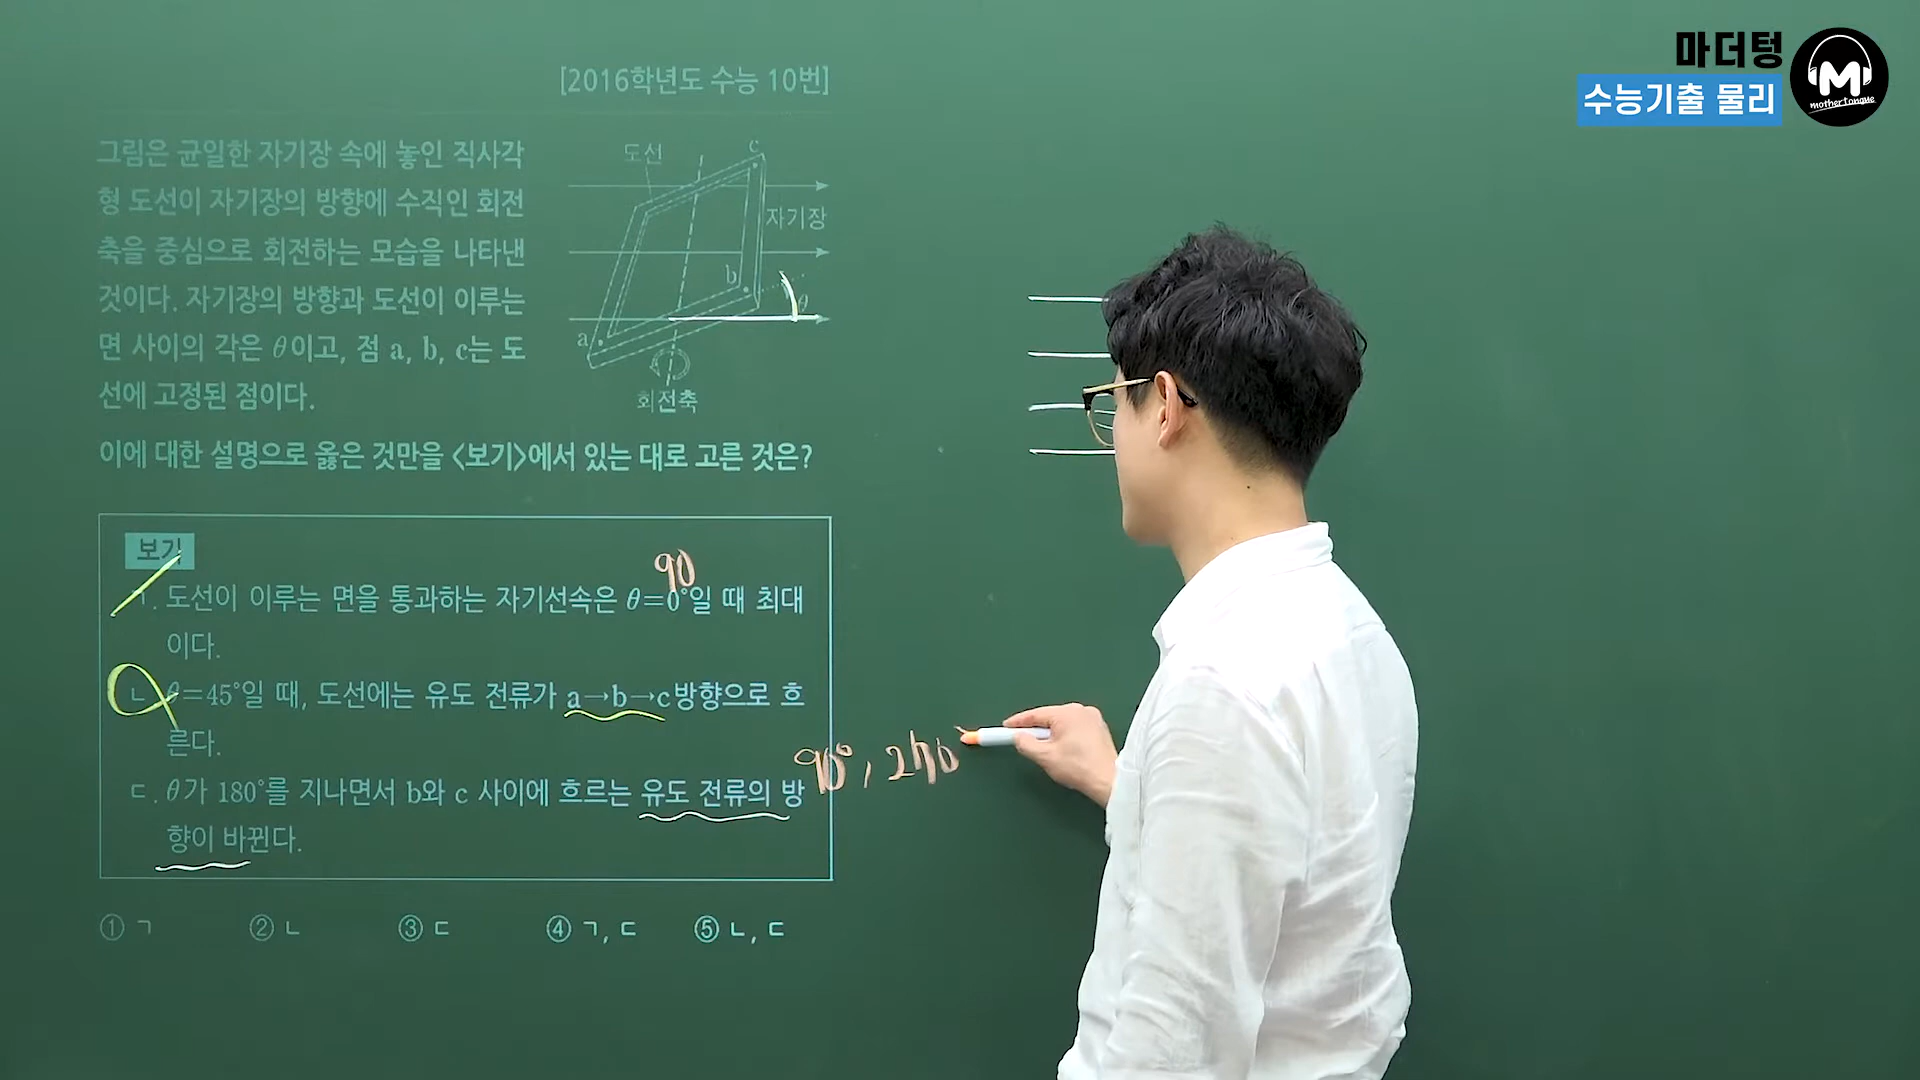 마더텅
수능기출 물리
M
mothertongue
[2016학년도 수능 10번]
그림은 균일한 자기장 속에 놓인 직사각
형 도선이 자기장의 방향에 수직인 회전
축을 중심으로 회전하는 모습을 나타낸
것이다. 자기장의 방향과 도선이 이루는
면 사이의 각은 θ이고, 점 a, b, c는 도
선에 고정된 점이다.
도선
c
자기장
b
θ
a
회전축
이에 대한 설명으로 옳은 것만을 <보기>에서 있는 대로 고른 것은?
보기
90
ㄱ. 도선이 이루는 면을 통과하는 자기선속은 θ=0°일 때 최대
이다.
ㄴ. θ=45°일 때, 도선에는 유도 전류가 a→b→c방향으로 흐
른다.
90°, 270
ㄷ. θ가 180°를 지나면서 b와 c 사이에 흐르는 유도 전류의 방
향이 바뀐다.
① ㄱ ② ㄴ ③ ㄷ ④ ㄱ, ㄷ ⑤ ㄴ, ㄷ